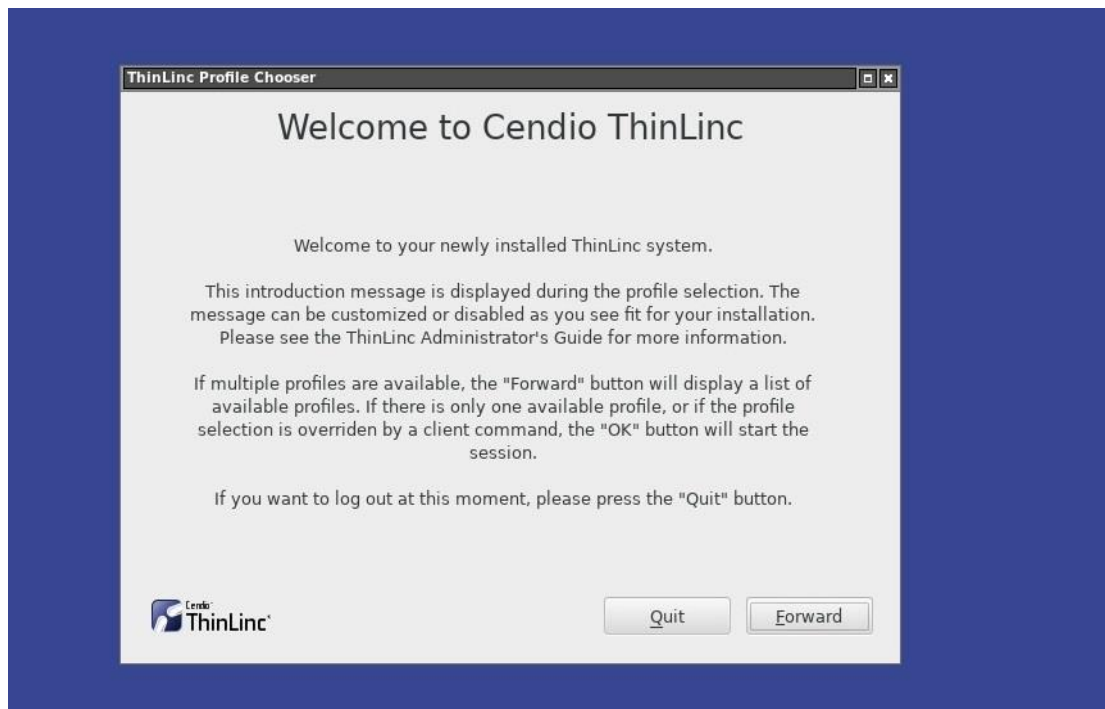 ThinLinc Profile Chooser
Welcome to Cendio ThinLinc
Welcome to your newly installed ThinLinc system.
This introduction message is displayed during the profile selection. The
message can be customized or disabled as you see fit for your installation.
Please see the ThinLinc Administrator's Guide for more information.
If multiple profiles are available, the "Forward" button will display a list of
available profiles. If there is only one available profile, or if the profile
selection is overriden by a client command, the "OK" button will start the
session.
If you want to log out at this moment, please press the "Quit" button.
Cendio
ThinLinc
Quit
Forward